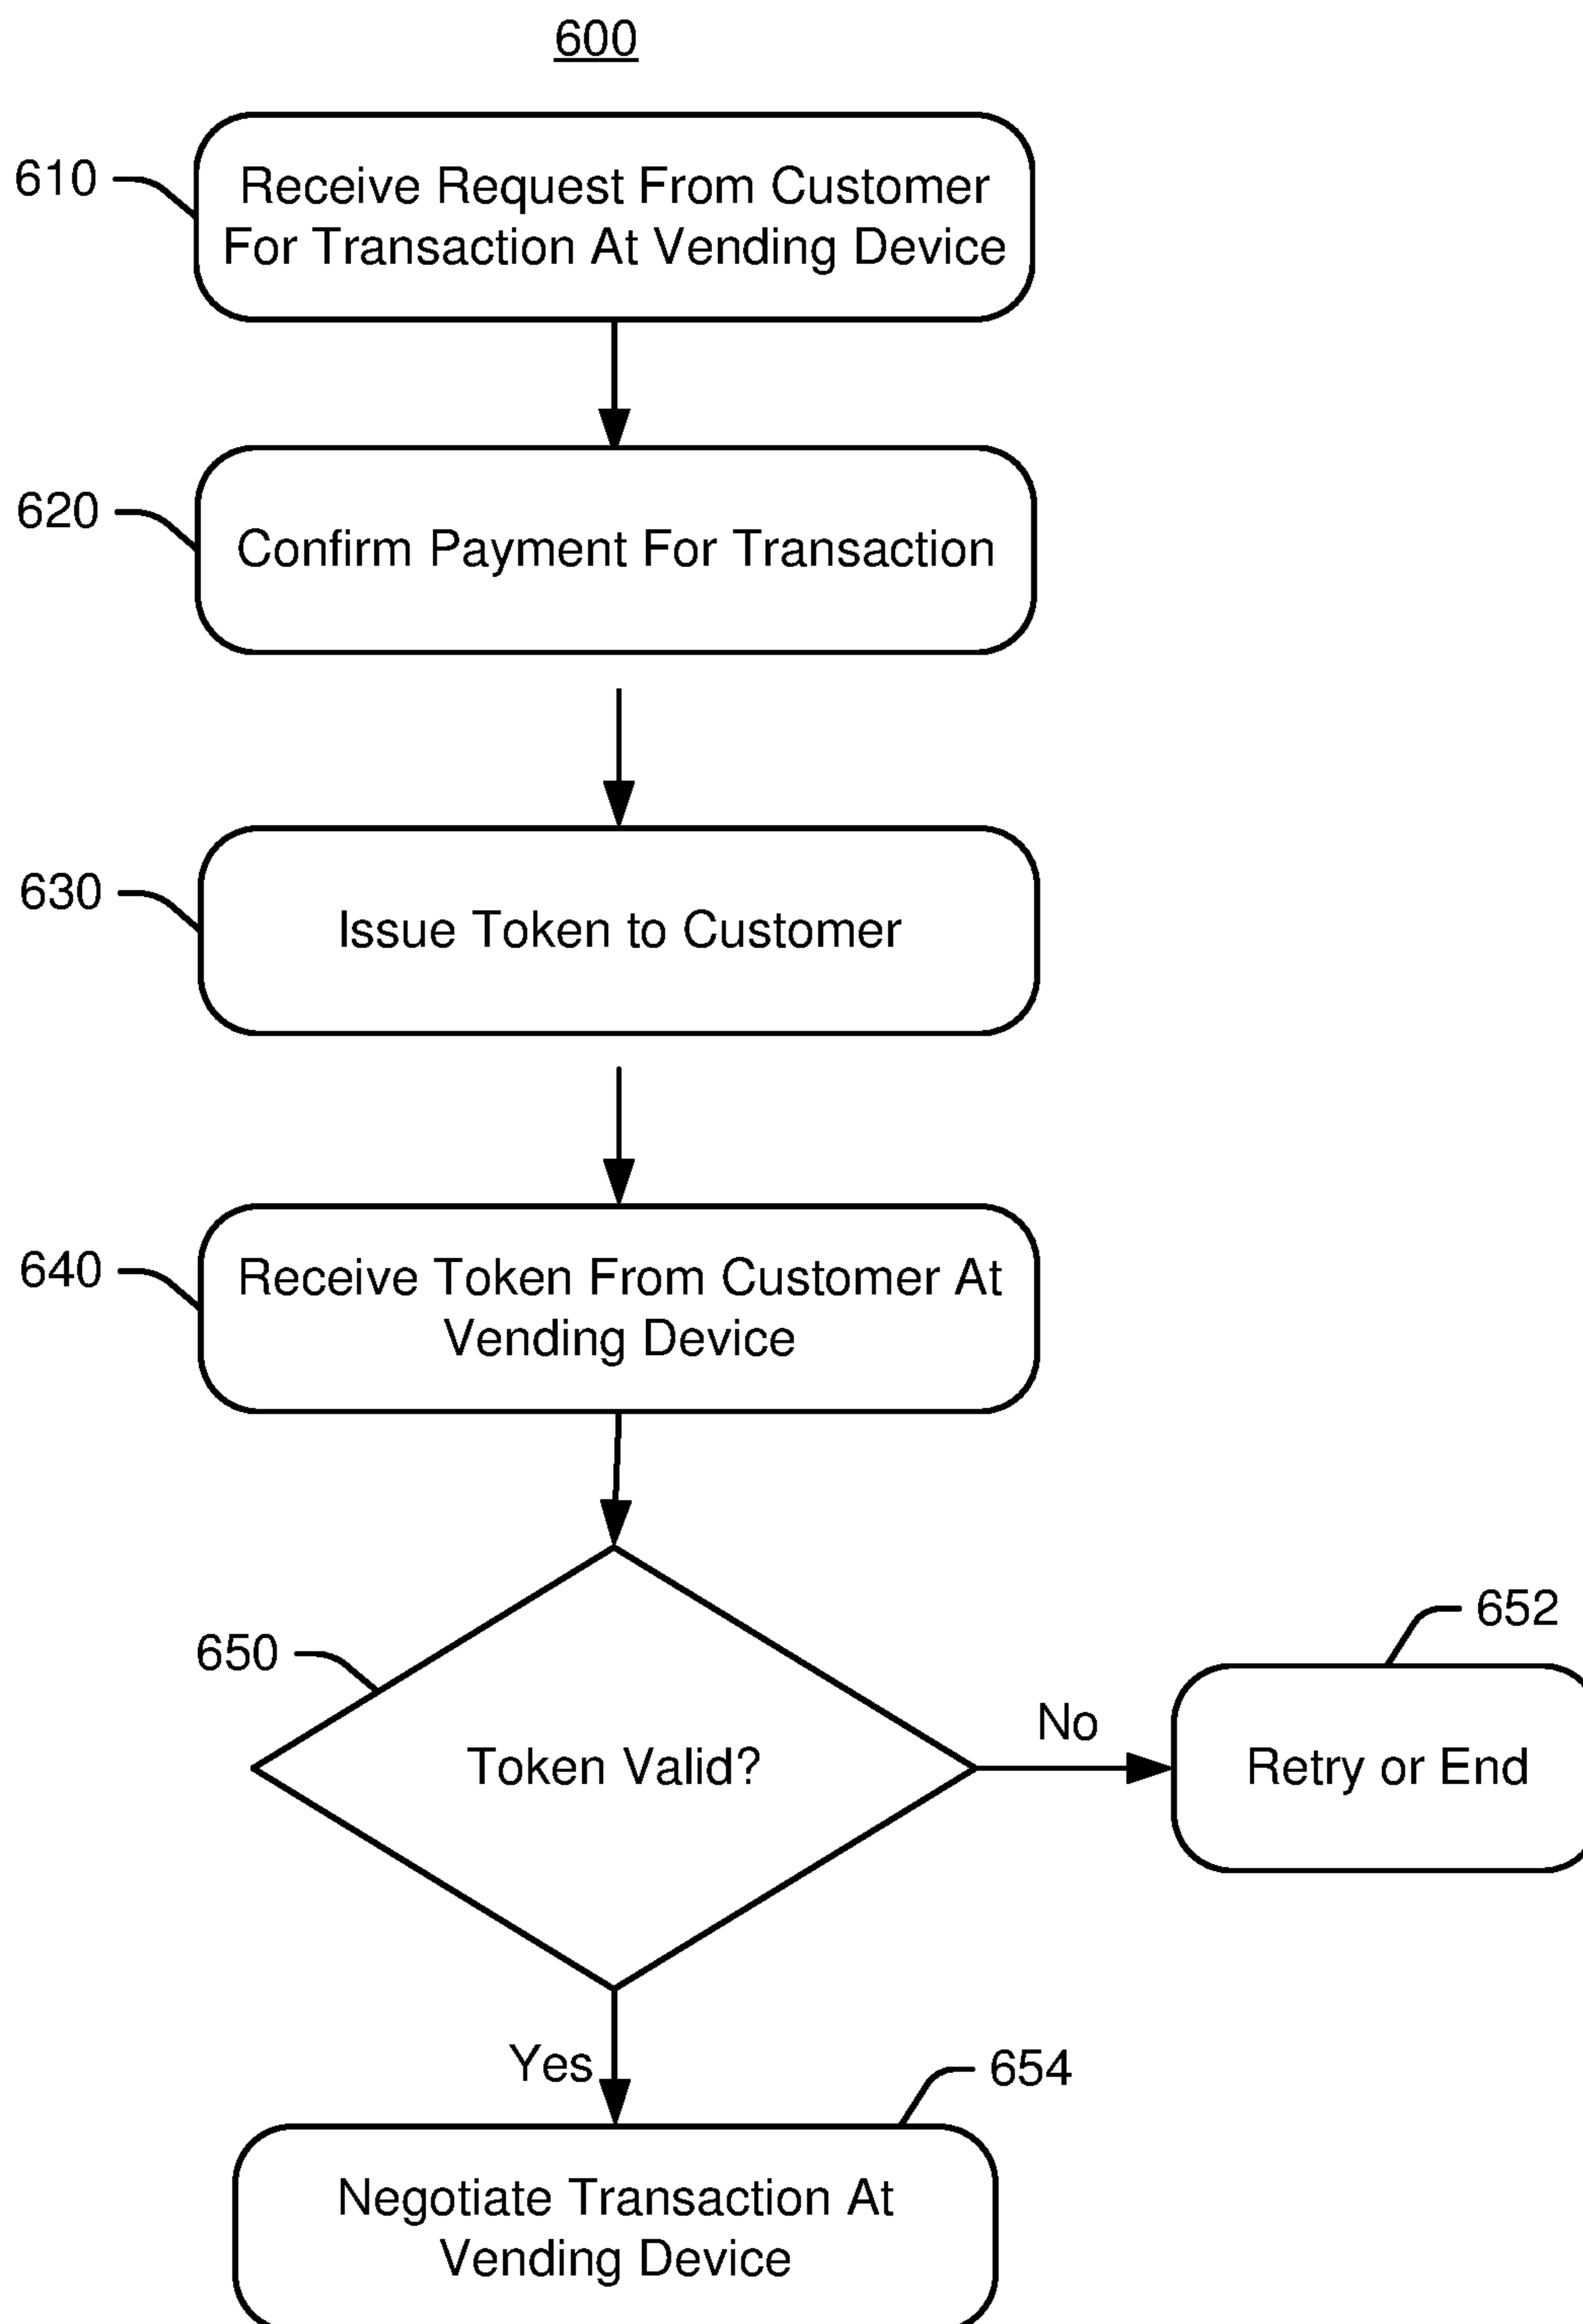 600
610
Receive Request From Customer
For Transaction At Vending Device
620
Confirm Payment For Transaction
630
Issue Token to Customer
640
Receive Token From Customer At
Vending Device
650
Token Valid?
No
652
Retry or End
Yes
654
Negotiate Transaction At
Vending Device